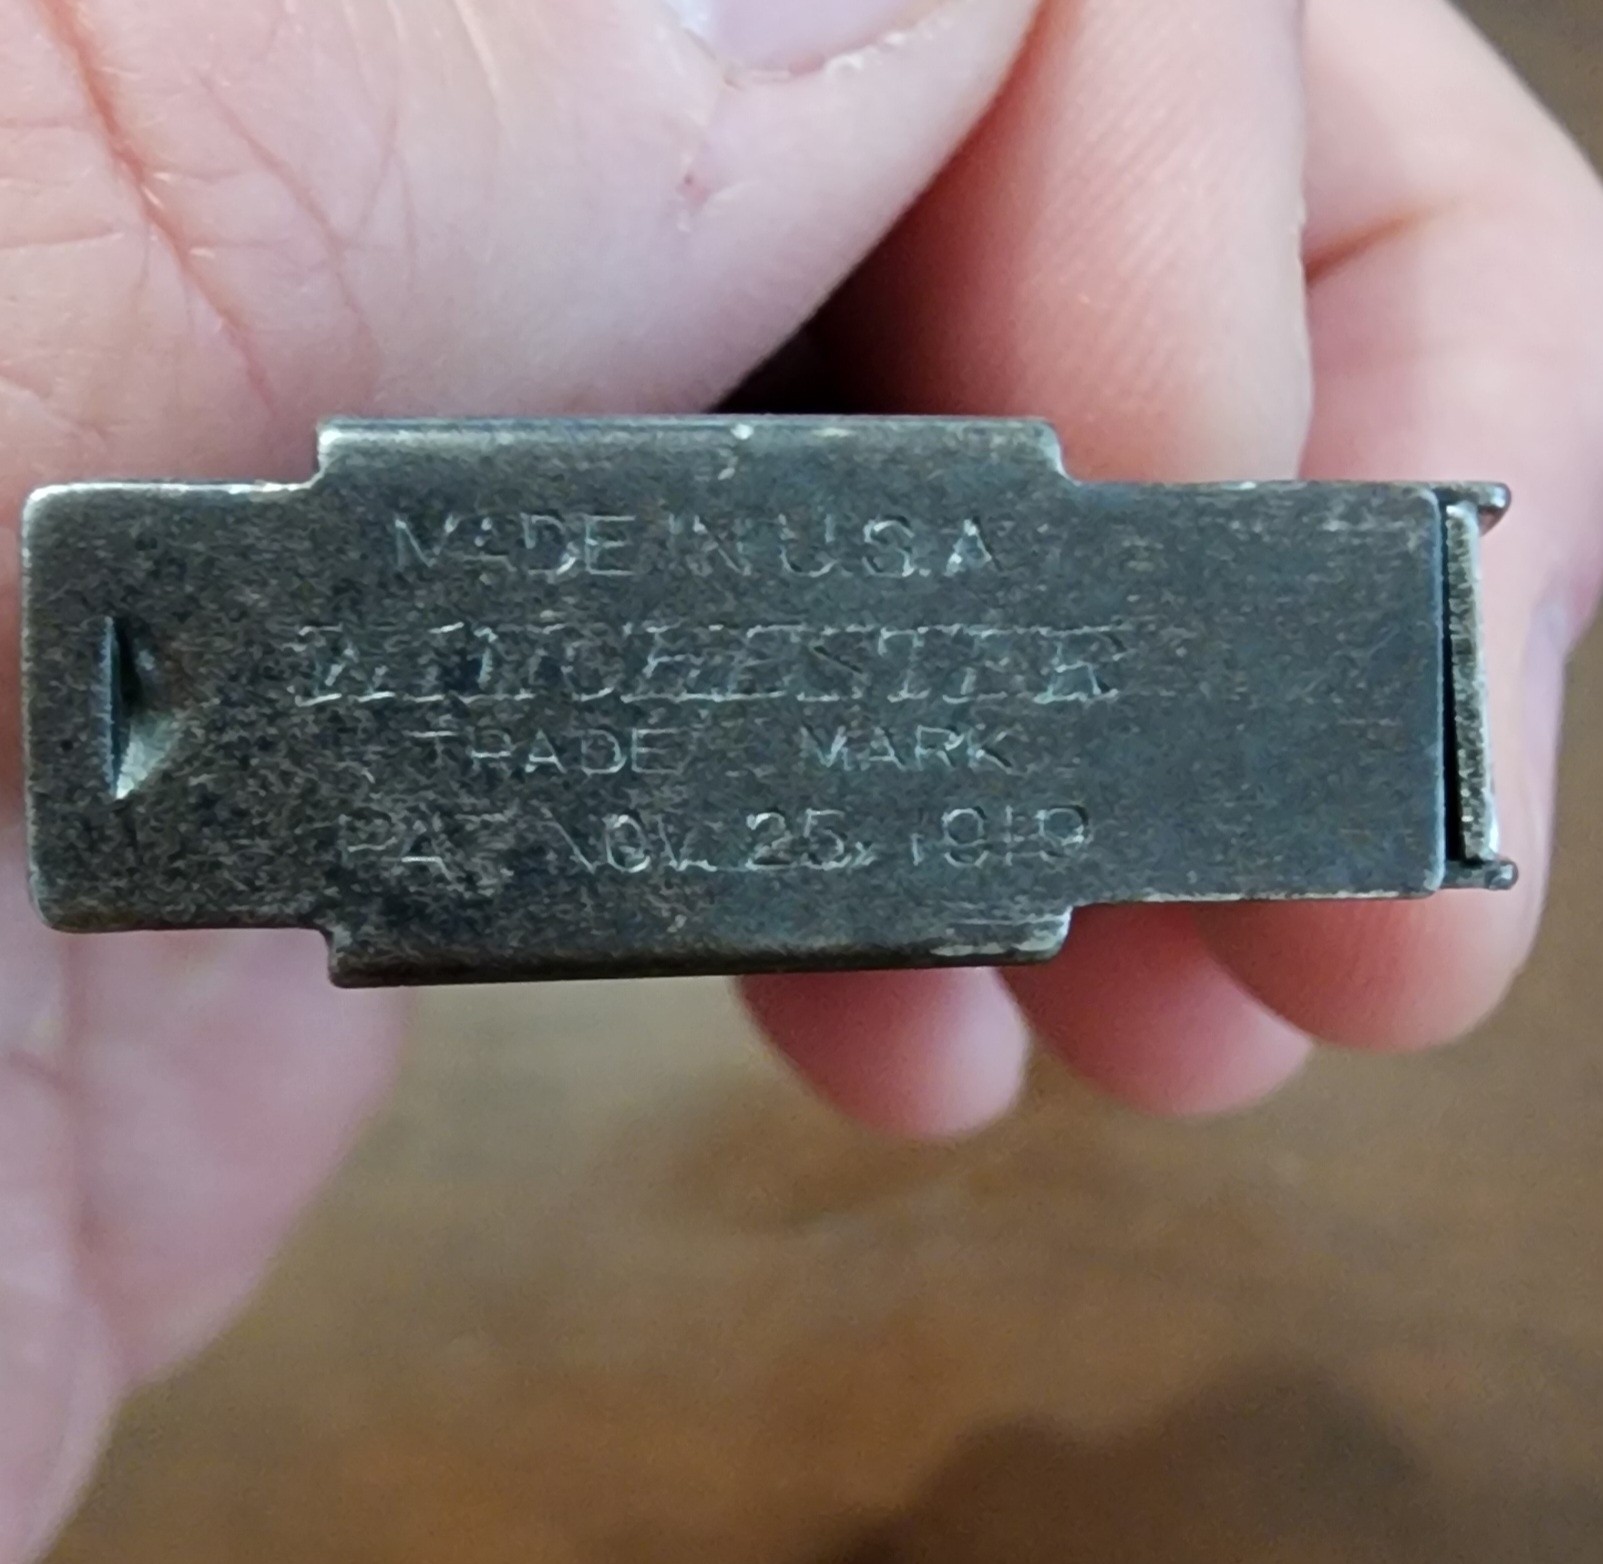 MADE IN U.S.A
WINCHESTER
TRADE MARK
PAT NOV. 25, 1919